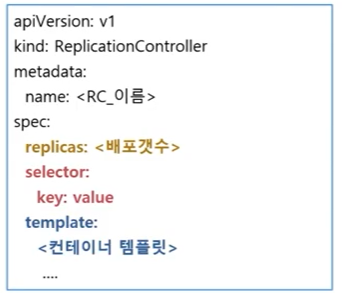 apiVersion: v1
kind: ReplicationController
metadata:
  name: <RC_이름>
spec:
  replicas: <배포갯수>
  selector:
    key: value
  template:
    <컨테이너 템플릿>
    ....